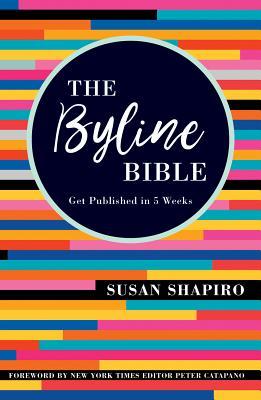 THE
Byline
BIBLE
Get Published in 5 Weeks
SUSAN SHAPIRO
FOREWORD BY NEW YORK TIMES EDITOR PETER CATAPANO